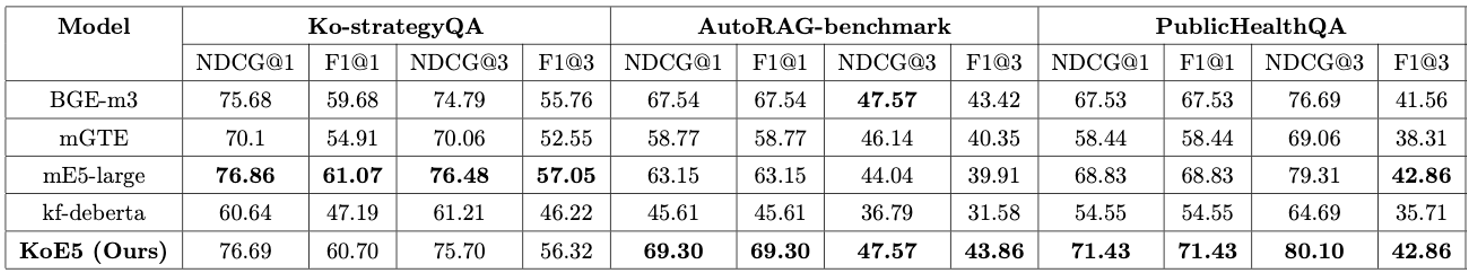 Model Ko-strategyQA AutoRAG-benchmark PublicHealthQA
NDCG@1 F1@1 NDCG@3 F1@3 NDCG@1 F1@1 NDCG@3 F1@3 NDCG@1 F1@1 NDCG@3 F1@3
BGE-m3 75.68 59.68 74.79 55.76 67.54 67.54 47.57 43.42 67.53 67.53 76.69 41.56
mGTE 70.1 54.91 70.06 52.55 58.77 58.77 46.14 40.35 58.44 58.44 69.06 38.31
mE5-large 76.86 61.07 76.48 57.05 63.15 63.15 44.04 39.91 68.83 68.83 79.31 42.86
kf-deberta 60.64 47.19 61.21 46.22 45.61 45.61 36.79 31.58 54.55 54.55 64.69 35.71
KoE5 (Ours) 76.69 60.70 75.70 56.32 69.30 69.30 47.57 43.86 71.43 71.43 80.10 42.86